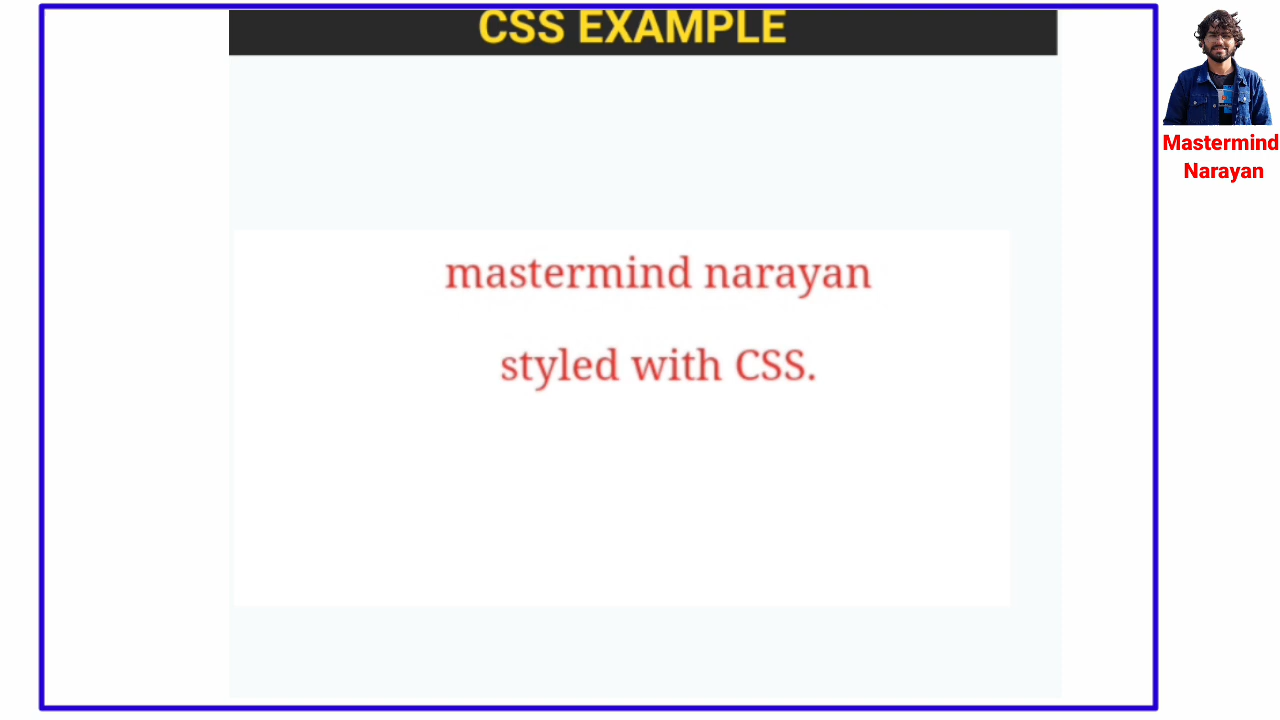 CSS EXAMPLE
Mastermind
Narayan
mastermind narayan
styled with CSS.